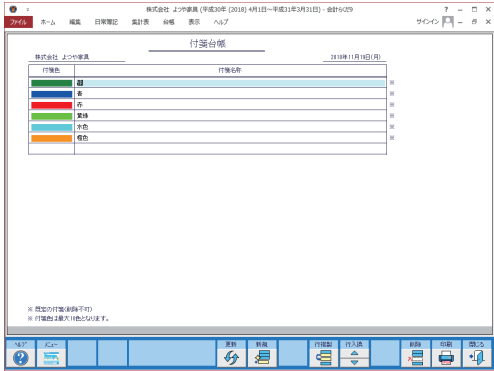 株式会社 よつや家具 (平成30年 [2018] 4月1日～平成31年3月31日) - 会計らくだ9
ファイル ホーム 編集 日常簿記 集計表 台帳 表示 ヘルプ サインイン
付箋台帳
株式会社 よつや家具 2018年11月19日(月)
付箋色 付箋名称
※
青 ※
赤 ※
黄緑 ※
水色 ※
橙色 ※
※ 既定の付箋(削除不可)
※ 付箋色は最大10色となります。
ヘルプ メニュー 更新 新規 行複製 行入換 削除 印刷 閉じる